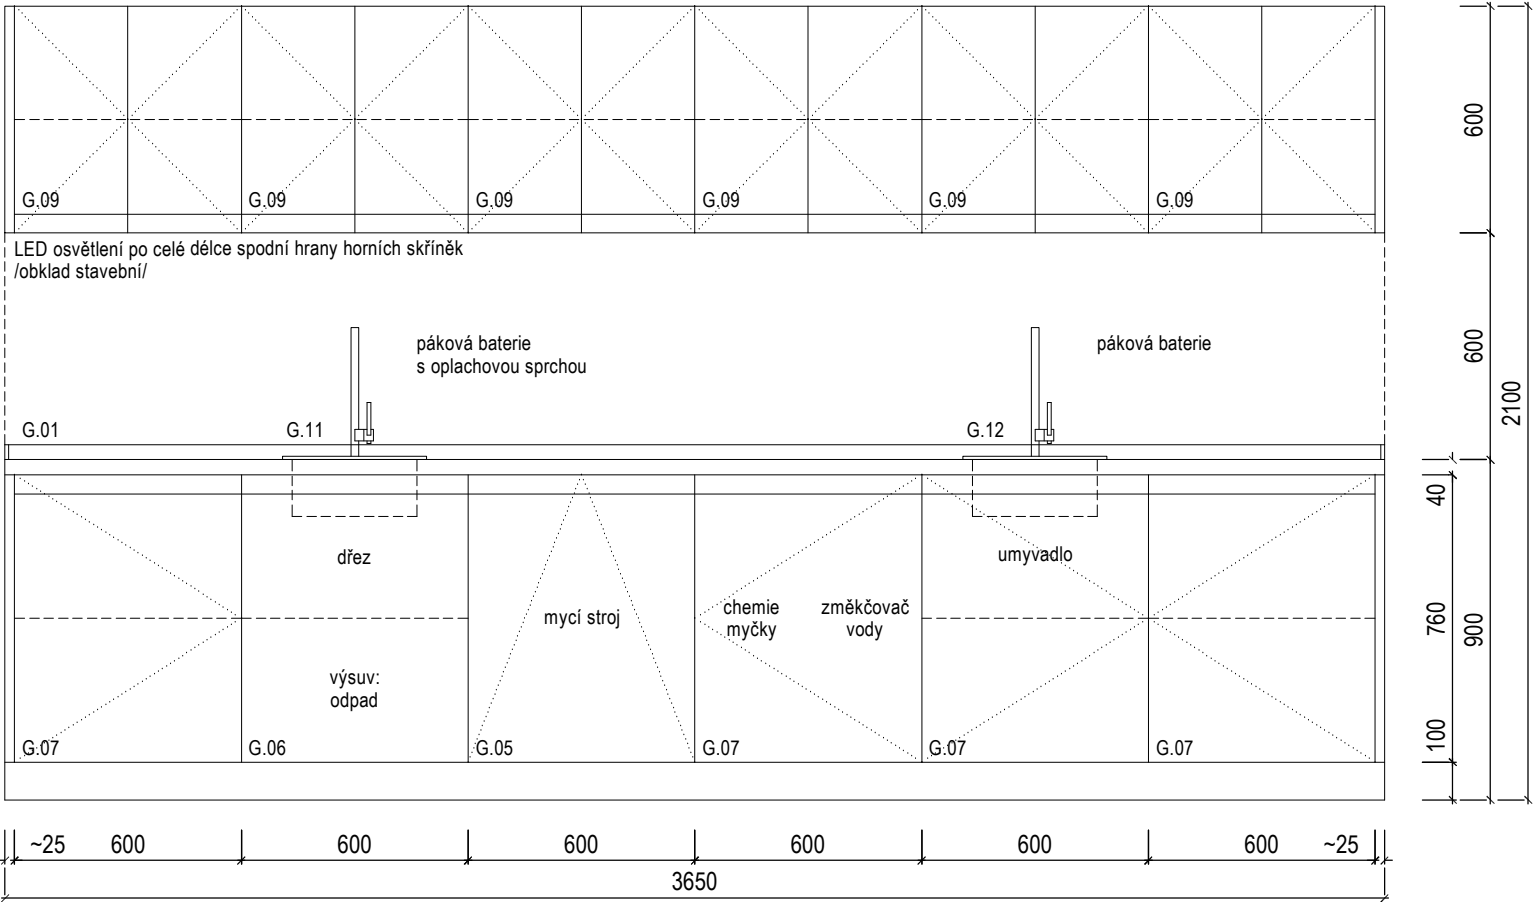 G.09 G.09 G.09 G.09 G.09 G.09
LED osvětlení po celé délce spodní hrany horních skříněk
/obklad stavební/
páková baterie
s oplachovou sprchou
páková baterie
G.01 G.11 G.12
dřez
umyvadlo
mycí stroj
chemie
myčky
změkčovač
vody
výsuv:
odpad
G.07 G.06 G.05 G.07 G.07 G.07
600
600
2100
40
760
900
100
~25 600 600 600 600 600 600 ~25
3650